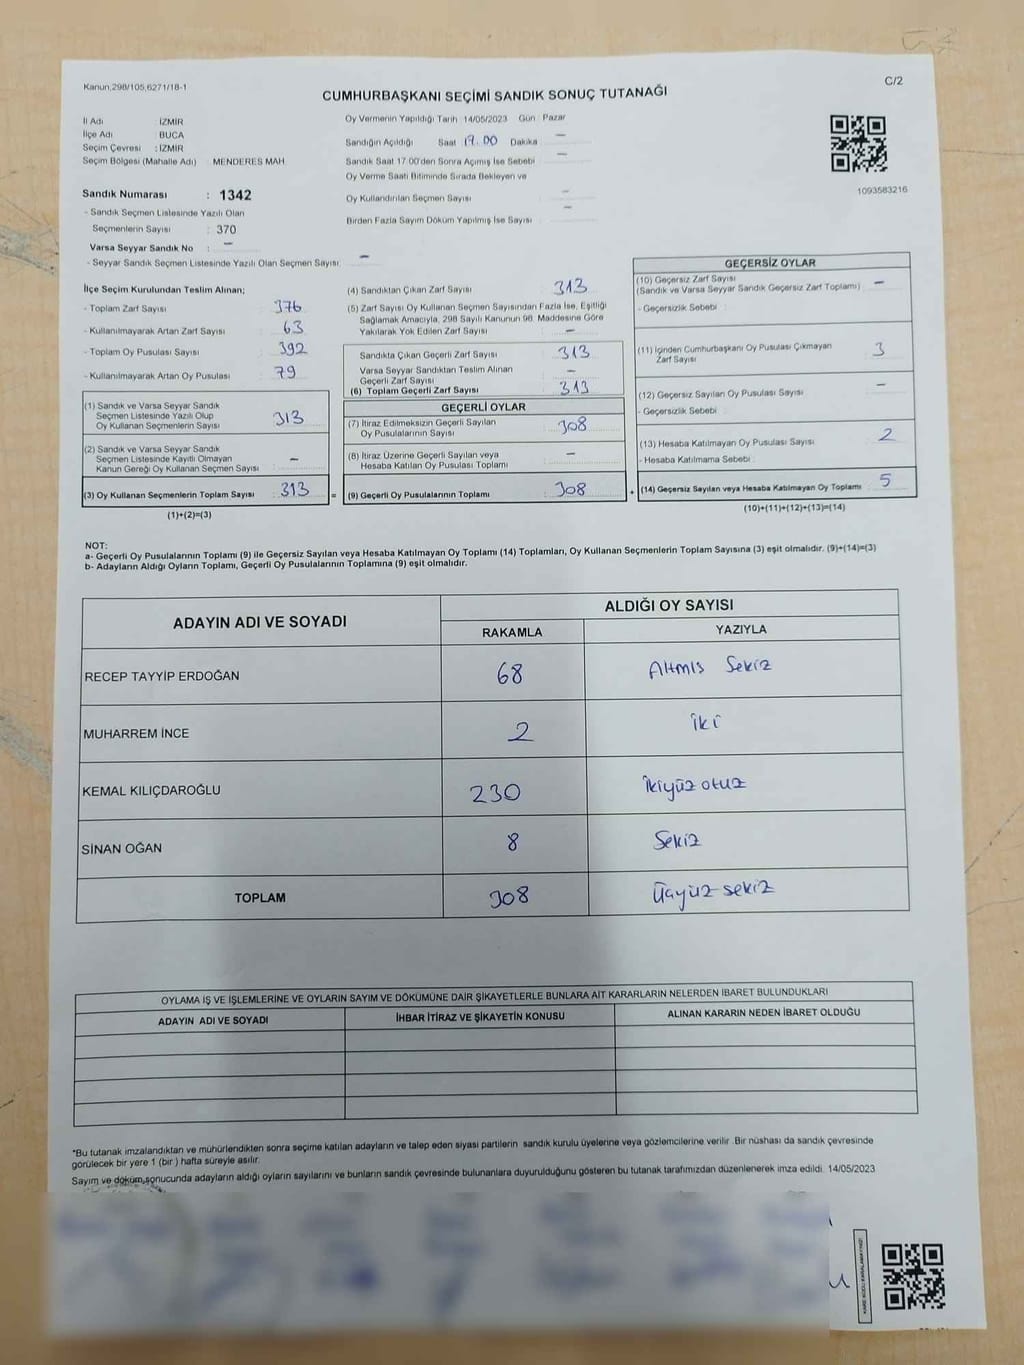 Kanun,298/105,6271/18-1
C/2
CUMHURBAŞKANI SEÇİMİ SANDIK SONUÇ TUTANAĞI
İl Adı İZMİR
İlçe Adı BUCA
Seçim Çevresi : İZMİR
Seçim Bölgesi (Mahalle Adı) MENDERES MAH
Sandık Numarası : 1342
- Sandık Seçmen Listesinde Yazılı Olan
Seçmenlerin Sayısı : 370
Varsa Seyyar Sandık No : –
- Seyyar Sandık Seçmen Listesinde Yazılı Olan Seçmen Sayısı: –
Oy Vermenin Yapıldığı Tarih 14/05/2023 Gün Pazar
Sandığın Açıldığı Saat 17.00 Dakika –
Sandık Saat 17.00'den Sonra Açımış İse Sebebi –
Oy Verme Saati Bitiminde Sırada Bekleyen ve
Oy Kullandırılan Seçmen Sayısı –
Birden Fazla Sayım Döküm Yapılmış İse Sayısı –
1093583216
İlçe Seçim Kurulundan Teslim Alınan;
- Toplam Zarf Sayısı 376
- Kullanılmayarak Artan Zarf Sayısı 63
- Toplam Oy Pusulası Sayısı 392
- Kullanılmayarak Artan Oy Pusulası 79
(1) Sandık ve Varsa Seyyar Sandık
Seçmen Listesinde Yazılı Olup
Oy Kullanan Seçmenlerin Sayısı 313
(2) Sandık ve Varsa Seyyar Sandık
Seçmen Listesinde Kayıtlı Olmayan
Kanun Gereği Oy Kullanan Seçmen Sayısı –
(3) Oy Kullanan Seçmenlerin Toplam Sayısı 313 =
(1)+(2)=(3)
(4) Sandıktan Çıkan Zarf Sayısı 313
(5) Zarf Sayısı Oy Kullanan Seçmen Sayısından Fazla İse, Eşitliği
Sağlamak Amacıyla, 298 Sayılı Kanunun 98. Maddesine Göre
Yakılarak Yok Edilen Zarf Sayısı –
Sandıkta Çıkan Geçerli Zarf Sayısı 313
Varsa Seyyar Sandıktan Teslim Alınan
Geçerli Zarf Sayısı –
(6) Toplam Geçerli Zarf Sayısı 313
GEÇERLİ OYLAR
(7) İtiraz Edilmeksizin Geçerli Sayılan
Oy Pusulalarının Sayısı 308
(8) İtiraz Üzerine Geçerli Sayılan veya
Hesaba Katılan Oy Pusulası Toplamı –
(9) Geçerli Oy Pusulalarının Toplamı 308 +
GEÇERSİZ OYLAR
(10) Geçersiz Zarf Sayısı
(Sandık ve Varsa Seyyar Sandık Geçersiz Zarf Toplamı) –
- Geçersizlik Sebebi :
(11) İçinden Cumhurbaşkanı Oy Pusulası Çıkmayan
Zarf Sayısı 3
(12) Geçersiz Sayılan Oy Pusulası Sayısı –
- Geçersizlik Sebebi :
(13) Hesaba Katılmayan Oy Pusulası Sayısı 2
- Hesaba Katılmama Sebebi :
(14) Geçersiz Sayılan veya Hesaba Katılmayan Oy Toplamı 5
(10)+(11)+(12)+(13)=(14)
NOT:
a- Geçerli Oy Pusulalarının Toplamı (9) ile Geçersiz Sayılan veya Hesaba Katılmayan Oy Toplamı (14) Toplamları, Oy Kullanan Seçmenlerin Toplam Sayısına (3) eşit olmalıdır. (9)+(14)=(3)
b- Adayların Aldığı Oyların Toplamı, Geçerli Oy Pusulalarının Toplamına (9) eşit olmalıdır.
ADAYIN ADI VE SOYADI ALDIĞI OY SAYISI
RAKAMLA YAZIYLA
RECEP TAYYİP ERDOĞAN 68 Altmış Sekiz
MUHARREM İNCE 2 İki
KEMAL KILIÇDAROĞLU 230 İkiyüz otuz
SİNAN OĞAN 8 Sekiz
TOPLAM 308 Üçyüz sekiz
OYLAMA İŞ VE İŞLEMLERİNE VE OYLARIN SAYIM VE DÖKÜMÜNE DAİR ŞİKAYETLERLE BUNLARA AİT KARARLARIN NELERDEN İBARET BULUNDUKLARI
ADAYIN ADI VE SOYADI İHBAR İTİRAZ VE ŞİKAYETİN KONUSU ALINAN KARARIN NEDEN İBARET OLDUĞU
*Bu tutanak imzalandıktan ve mühürlendikten sonra seçime katılan adayların ve talep eden siyasi partilerin sandık kurulu üyelerine veya gözlemcilerine verilir .Bir nüshası da sandık çevresinde
görülecek bir yere 1 (bir ) hafta süreyle asılır.
Sayım ve döküm sonucunda adayların aldığı oyların sayılarını ve bunların sandık çevresinde bulunanlara duyurulduğunu gösteren bu tutanak tarafımızdan düzenlenerek imza edildi. 14/05/2023
KARE KODU KARALAMAYINIZ!